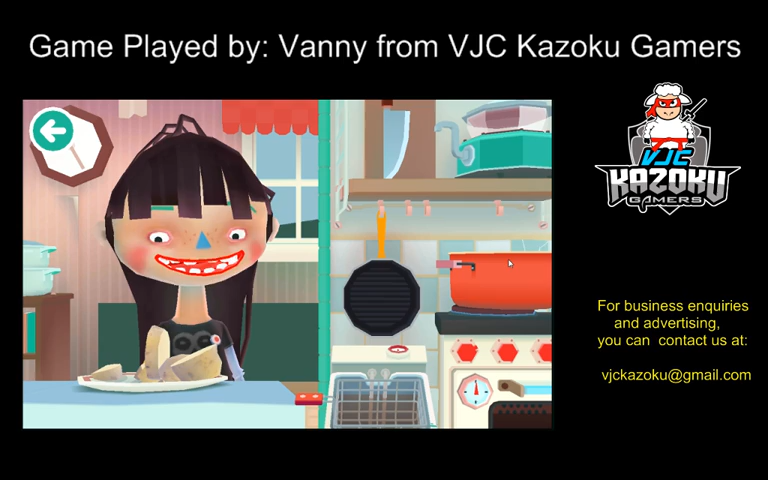 Game Played by: Vanny from VJC Kazoku Gamers
VJC
KAZOKU
GAMERS
For business enquiries
and advertising,
you can contact us at:
vjckazoku@gmail.com